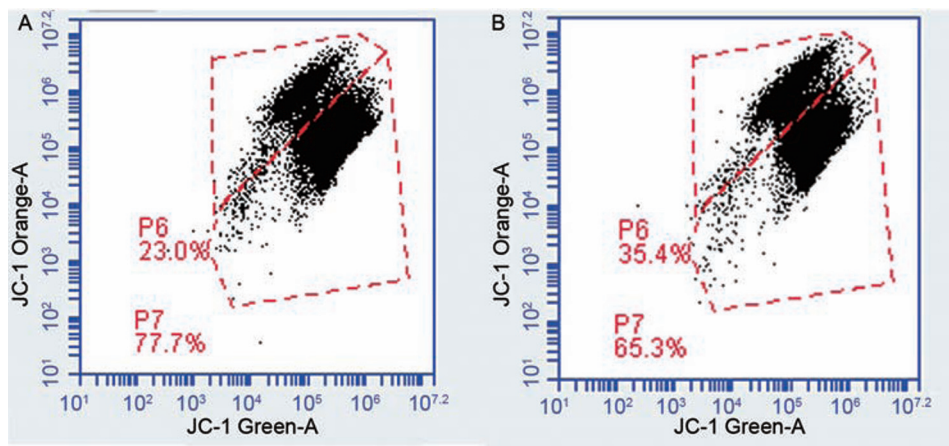 A
B
JC-1 Orange-A
10^7.2
10^6
10^5
10^4
10^3
10^2
10^1
P6
23.0%
P7
77.7%
10^1 10^2 10^3 10^4 10^5 10^6 10^7.2
JC-1 Green-A
JC-1 Orange-A
10^7.2
10^6
10^5
10^4
10^3
10^2
10^1
P6
35.4%
P7
65.3%
10^1 10^2 10^3 10^4 10^5 10^6 10^7.2
JC-1 Green-A